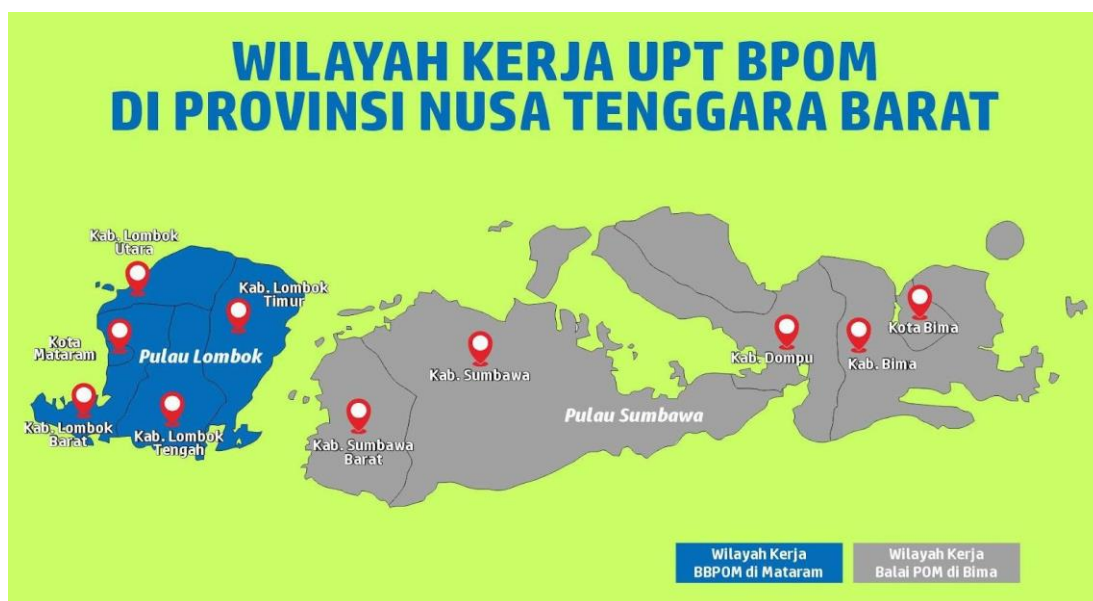 WILAYAH KERJA UPT BPOM
DI PROVINSI NUSA TENGGARA BARAT
Kab. Lombok
Utara
Kab. Lombok
Timur
Kota
Mataram
Pulau Lombok
Kab. Lombok
Barat
Kab. Lombok
Tengah
Kab. Sumbawa
Kab. Sumbawa
Barat
Pulau Sumbawa
Kab. Dompu
Kab. Bima
Kota Bima
Wilayah Kerja
BBPOM di Mataram
Wilayah Kerja
Balai POM di Bima